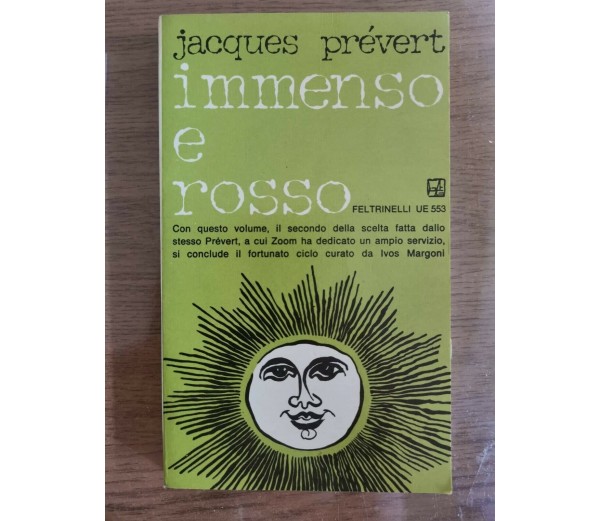 jacques prévert
immenso
e
rosso
FELTRINELLI UE 553
Con questo volume, il secondo della scelta fatta dallo
stesso Prévert, a cui Zoom ha dedicato un ampio servizio,
si conclude il fortunato ciclo curato da Ivos Margoni